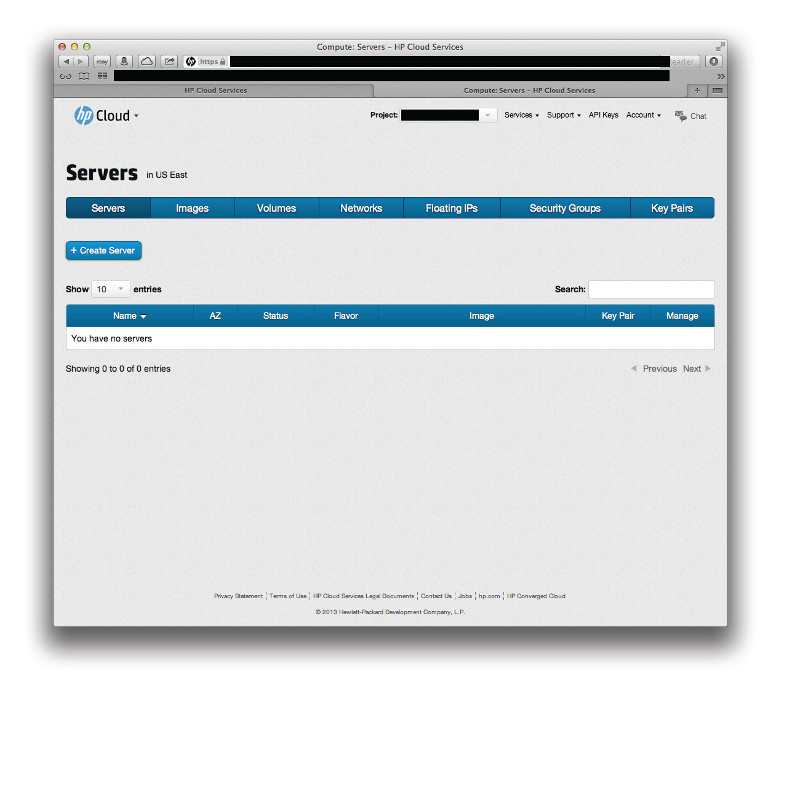 Compute: Servers – HP Cloud Services
ebay hp https eader
HP Cloud Services Compute: Servers – HP Cloud Services +
hp Cloud Project: Services Support API Keys Account Chat
Servers in US East
Servers Images Volumes Networks Floating IPs Security Groups Key Pairs
+ Create Server
Show 10 entries Search:
Name AZ Status Flavor Image Key Pair Manage
You have no servers
Showing 0 to 0 of 0 entries Previous Next
Privacy Statement | Terms of Use | HP Cloud Services Legal Documents | Contact Us | Jobs | hp.com | HP Converged Cloud
© 2013 Hewlett-Packard Development Company, L.P.